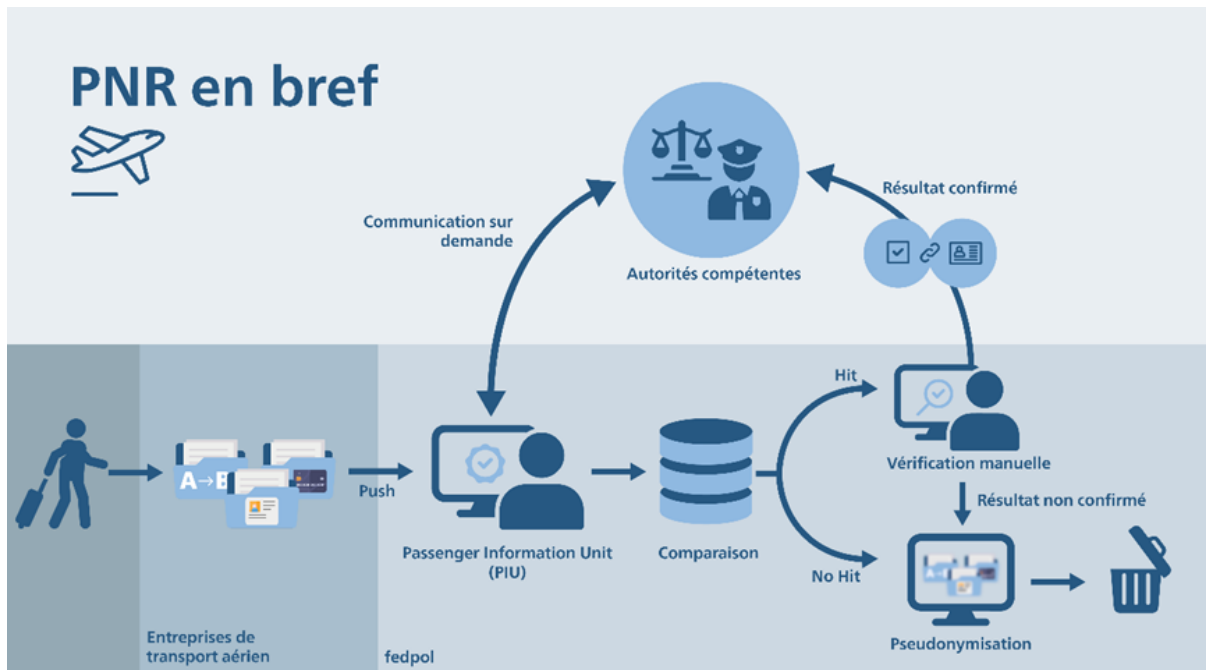 PNR en bref
Communication sur
demande
Autorités compétentes
Résultat confirmé
A→B
Push
Passenger Information Unit
(PIU)
Comparaison
Hit
No Hit
Vérification manuelle
Résultat non confirmé
Pseudonymisation
Entreprises de
transport aérien
fedpol